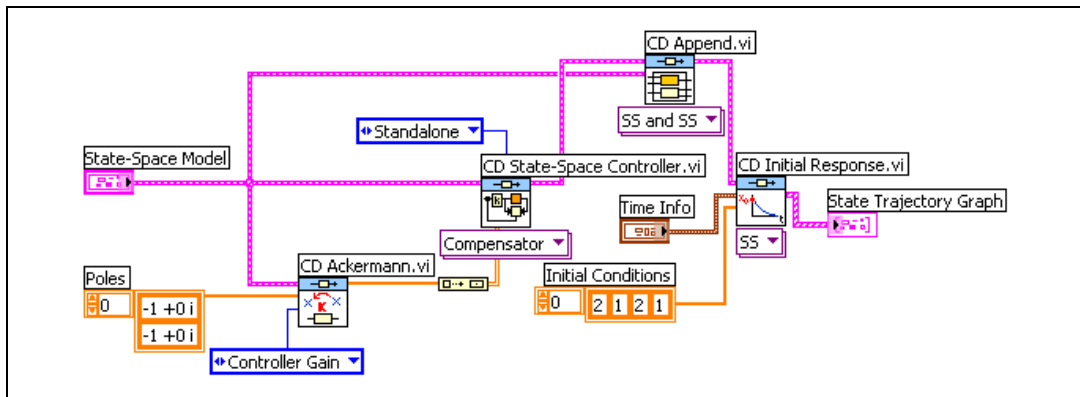 CD Append.vi
SS and SS
Standalone
State-Space Model
CD State-Space Controller.vi
CD Initial Response.vi
Time Info
State Trajectory Graph
Compensator
SS
CD Ackermann.vi
Initial Conditions
Poles
0
-1 +0 i
-1 +0 i
0
2 1 2 1
Controller Gain